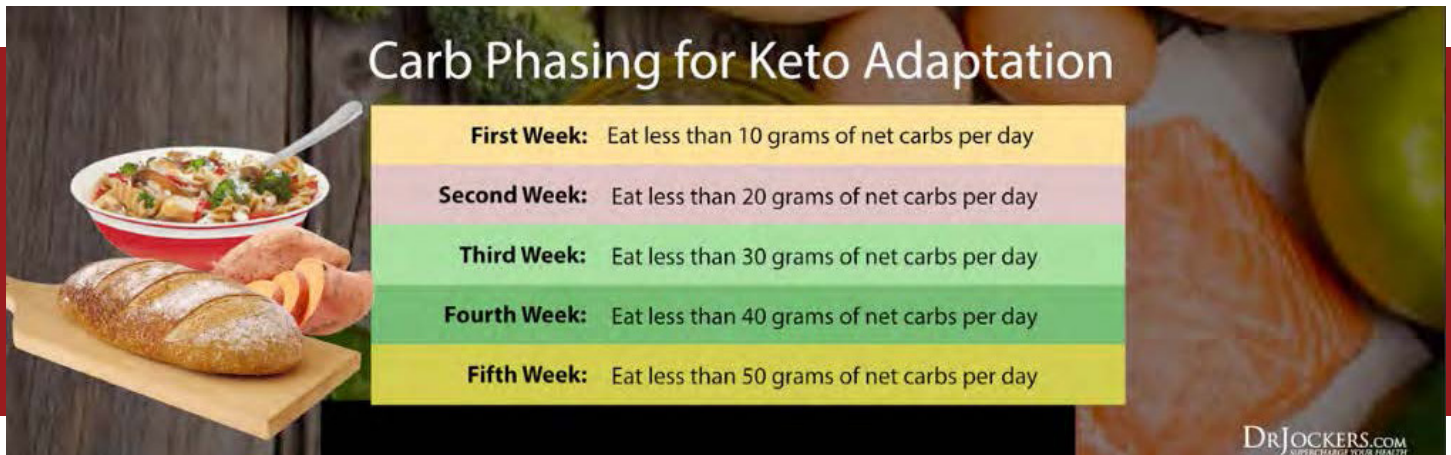 Carb Phasing for Keto Adaptation
First Week: Eat less than 10 grams of net carbs per day
Second Week: Eat less than 20 grams of net carbs per day
Third Week: Eat less than 30 grams of net carbs per day
Fourth Week: Eat less than 40 grams of net carbs per day
Fifth Week: Eat less than 50 grams of net carbs per day
DRJOCKERS.COM
SUPERCHARGE YOUR HEALTH